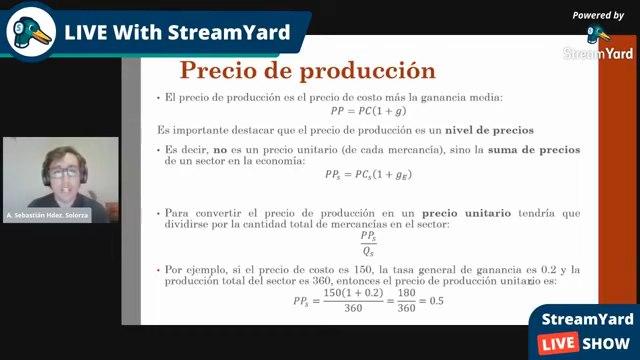 LIVE With StreamYard
Powered by
StreamYard
Precio de producción
• El precio de producción es el precio de costo más la ganancia media:
PP = PC(1 + g)
Es importante destacar que el precio de producción es un nivel de precios
• Es decir, no es un precio unitario (de cada mercancía), sino la suma de precios
de un sector en la economía:
PPₛ = PCₛ(1 + g_E)
A. Sebastián Hdez. Solorza
• Para convertir el precio de producción en un precio unitario tendría que
dividirse por la cantidad total de mercancías en el sector:
PPₛ
Qₛ
• Por ejemplo, si el precio de costo es 150, la tasa general de ganancia es 0.2 y la
producción total del sector es 360, entonces el precio de producción unitario es:
PPₛ = 150(1 + 0.2)/360 = 180/360 = 0.5
StreamYard
LIVE SHOW